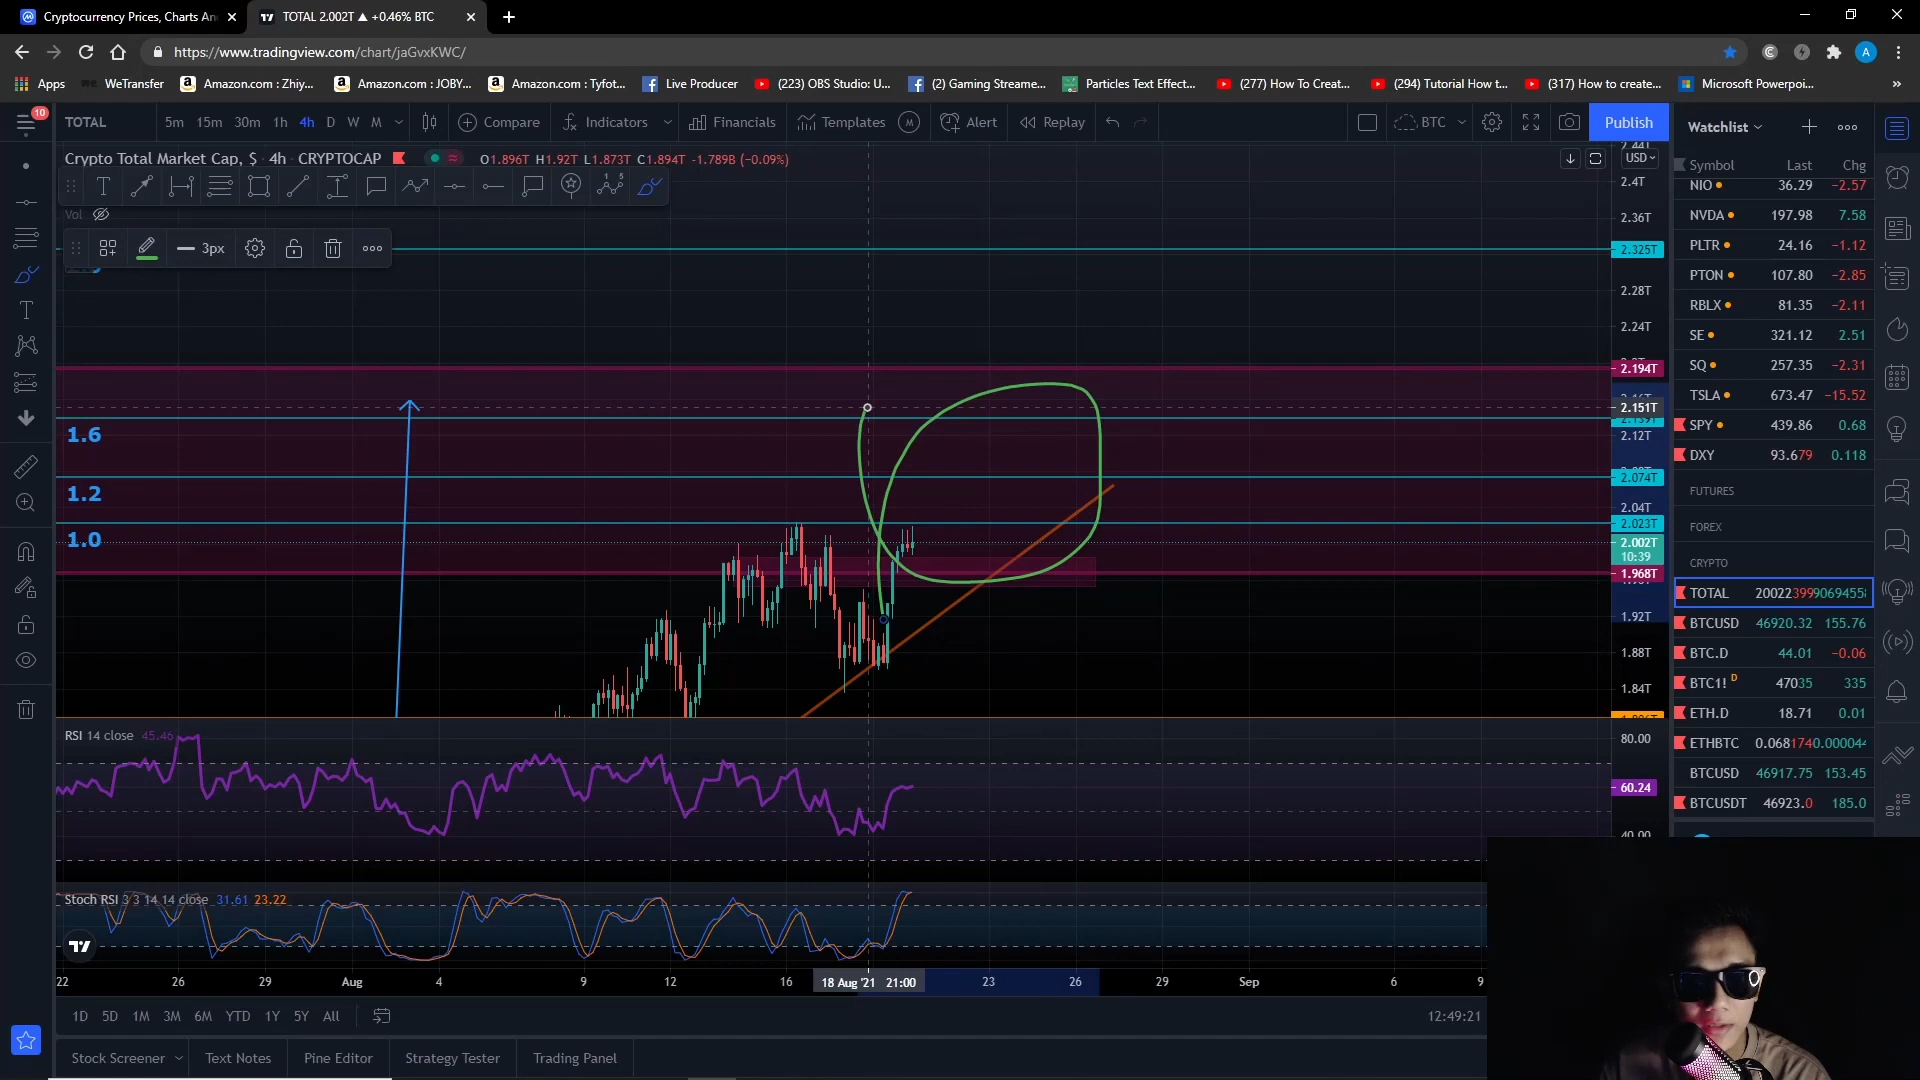 Cryptocurrency Prices, Charts An
TOTAL 2.002T ▲ +0.46% BTC
https://www.tradingview.com/chart/jaGvxKWC/
Apps
WeTransfer
Amazon.com : Zhiy...
Amazon.com : JOBY...
Amazon.com : Tyfot...
Live Producer
(223) OBS Studio: U...
(2) Gaming Streame...
Particles Text Effect...
(277) How To Creat...
(294) Tutorial How t...
(317) How to create...
Microsoft Powerpoi...
10
TOTAL
5m 15m 30m 1h 4h D W M
Compare
Indicators
Financials
Templates
Alert
Replay
BTC
Publish
Crypto Total Market Cap, $ · 4h · CRYPTOCAP
O1.896T H1.92T L1.873T C1.894T -1.789B (-0.09%)
USD
Vol
3px
1.6
1.2
1.0
2.4T
2.36T
2.325T
2.28T
2.24T
2.194T
2.151T
2.12T
2.074T
2.04T
2.023T
2.002T
10:39
1.968T
1.92T
1.88T
1.84T
RSI 14 close 45.46
80.00
60.24
40.00
Stoch RSI 3 3 14 14 close 31.61 23.22
22 26 29 Aug 4 9 12 16 18 Aug '21 21:00 23 26 29 Sep 6 9
1D 5D 1M 3M 6M YTD 1Y 5Y All
12:49:21
Stock Screener
Text Notes
Pine Editor
Strategy Tester
Trading Panel
Watchlist
Symbol Last Chg
NIO 36.29 −2.57
NVDA 197.98 7.58
PLTR 24.16 −1.12
PTON 107.80 −2.85
RBLX 81.35 −2.11
SE 321.12 2.51
SQ 257.35 −2.31
TSLA 673.47 −15.52
SPY 439.86 0.68
DXY 93.679 0.118
FUTURES
FOREX
CRYPTO
TOTAL
BTCUSD 46920.32 155.76
BTC.D 44.01 −0.06
BTC1! D 47035 335
ETH.D 18.71 0.01
ETHBTC 0.068174 0.000044
BTCUSD 46917.75 153.45
BTCUSDT 46923.0 185.0